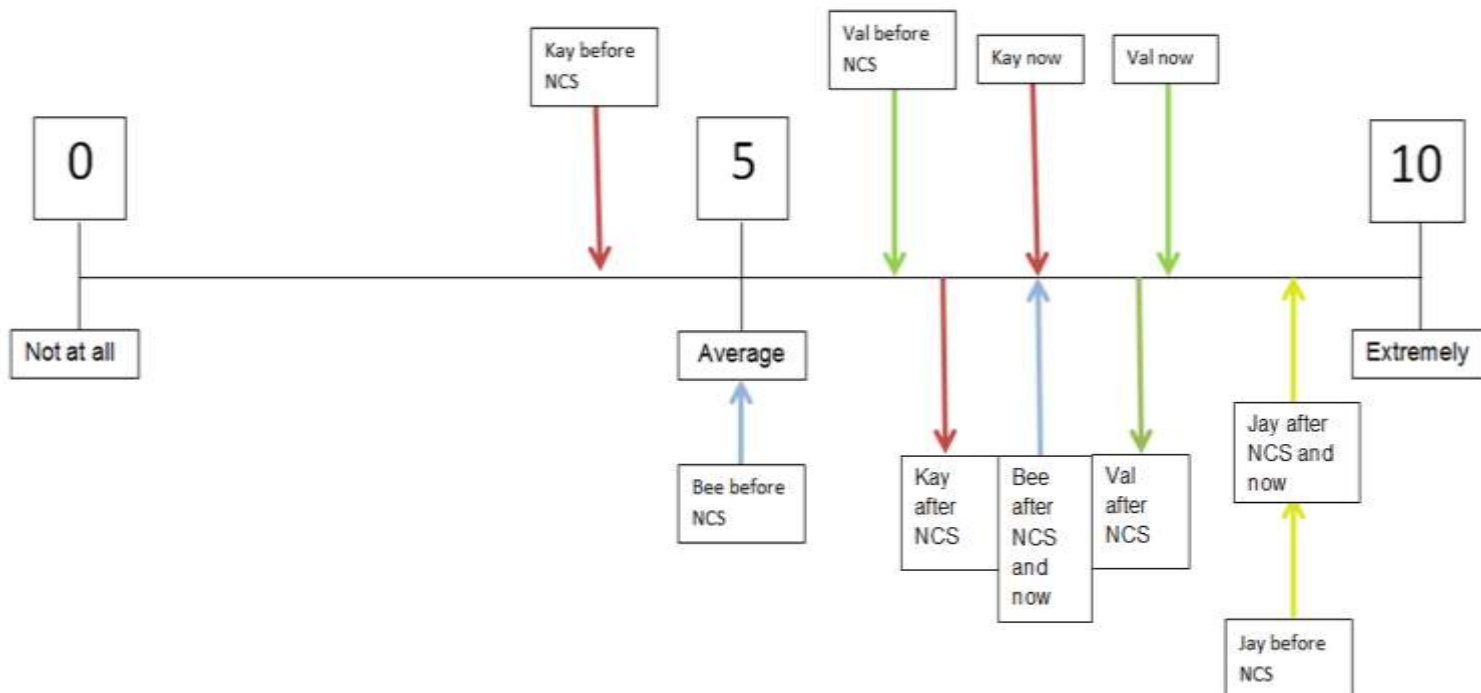 Kay before
NCS
Val before
NCS
Kay now
Val now
0
5
10
Not at all
Average
Extremely
Bee before
NCS
Kay
after
NCS
Bee
after
NCS
and
now
Val
after
NCS
Jay after
NCS and
now
Jay before
NCS